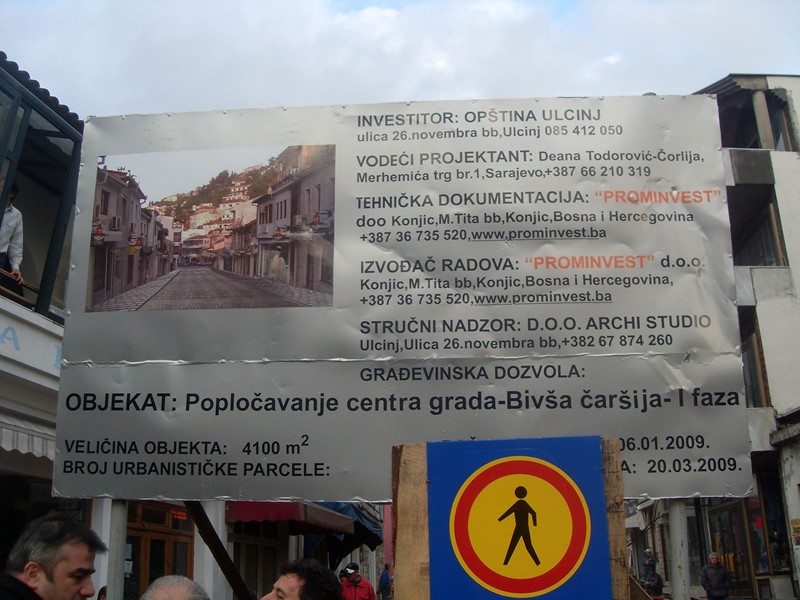 INVESTITOR: OPŠTINA ULCINJ
ulica 26.novembra bb,Ulcinj 085 412 050
VODEĆI PROJEKTANT: Deana Todorović-Čorlija,
Merhemića trg br.1,Sarajevo,+387 66 210 319
TEHNIČKA DOKUMENTACIJA: “PROMINVEST”
doo Konjic,M.Tita bb,Konjic,Bosna i Hercegovina
+387 36 735 520,www.prominvest.ba
IZVOĐAČ RADOVA: “PROMINVEST” d.o.o.
Konjic,M.Tita bb,Konjic,Bosna i Hercegovina,
+387 36 735 520,www.prominvest.ba
STRUČNI NADZOR: D.O.O. ARCHI STUDIO
Ulcinj,Ulica 26.novembra bb,+382 67 874 260
GRAĐEVINSKA DOZVOLA:
OBJEKAT: Popločavanje centra grada-Bivša čaršija- I faza
VELIČINA OBJEKTA: 4100 m2
06.01.2009.
BROJ URBANISTIČKE PARCELE:
A: 20.03.2009.